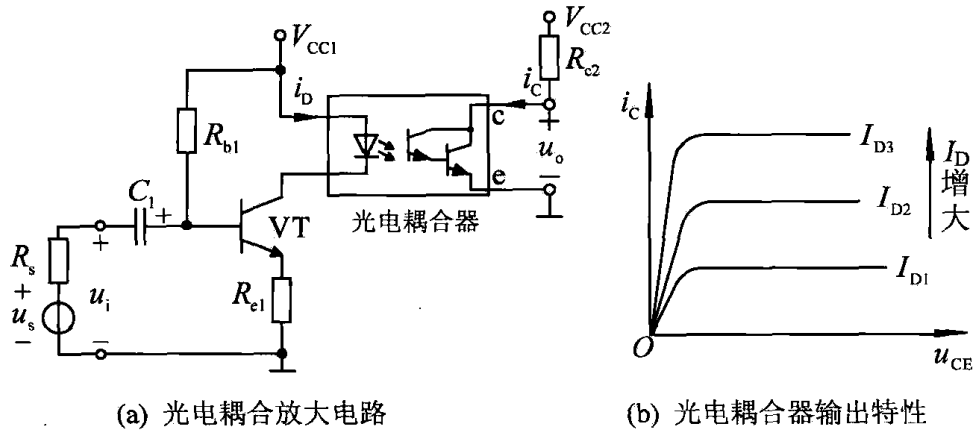 V_CC1
V_CC2
R_c2
i_D
i_C
R_b1
c
+
u_o
−
e
C_1
+
VT
光电耦合器
R_s
+
u_s
−
+
u_i
−
R_e1
i_C
I_D3
I_D2
I_D1
I_D
增
大
O
u_CE
(a) 光电耦合放大电路
(b) 光电耦合器输出特性